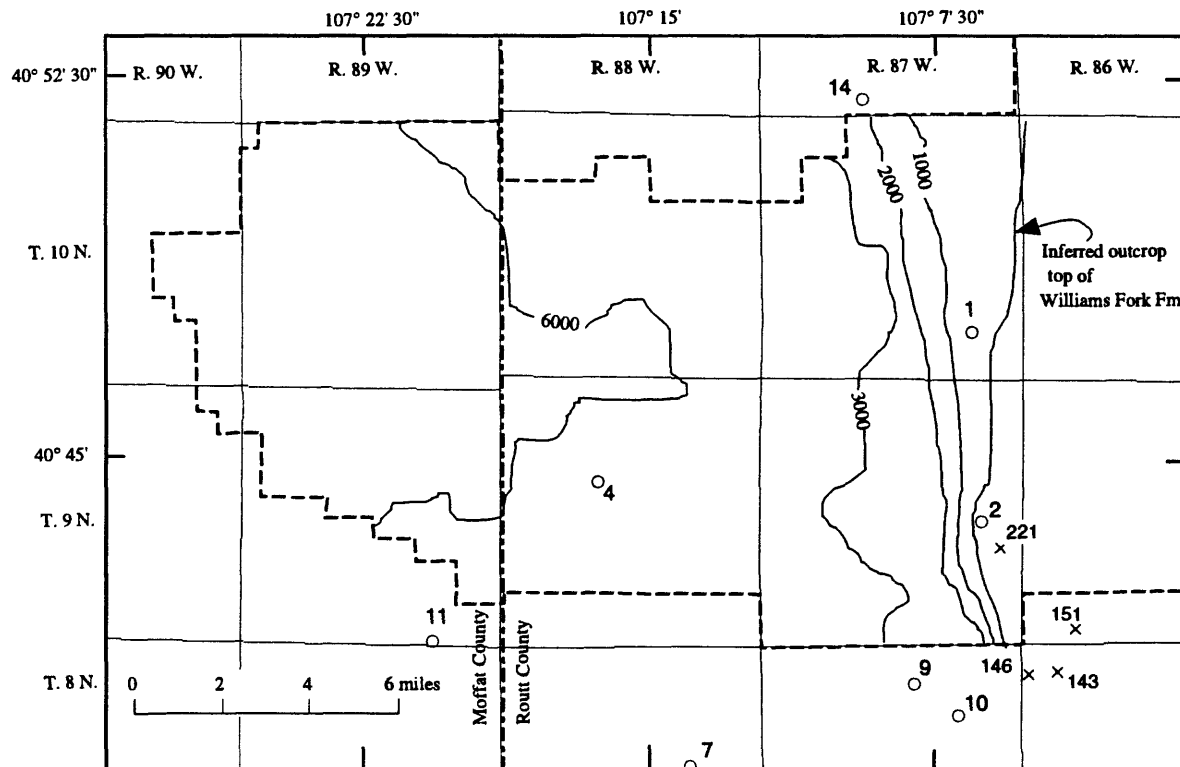 107° 22' 30"
107° 15'
107° 7' 30"
40° 52' 30"
R. 90 W.
R. 89 W.
R. 88 W.
R. 87 W.
R. 86 W.
14
1000
2000
T. 10 N.
Inferred outcrop
top of
Williams Fork Fm
6000
1
3000
40° 45'
4
T. 9 N.
2
221
11
151
Moffat County
Routt County
T. 8 N.
0 2 4 6 miles
9
146
143
10
7